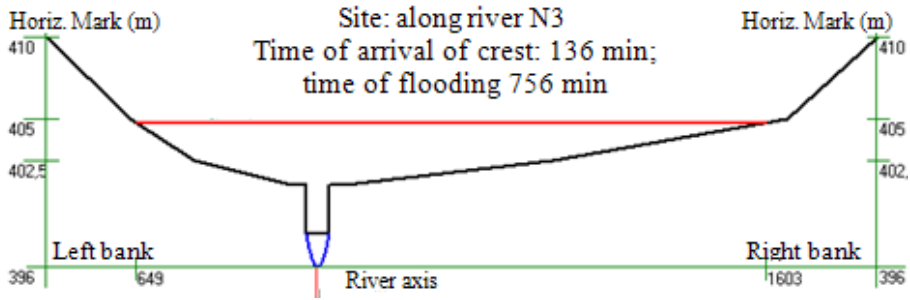 Horiz. Mark (m) Site: along river N3 Horiz. Mark (m)
410 Time of arrival of crest: 136 min; 410
time of flooding 756 min
405 405
402,5 402,
Left bank Right bank
396 649 River axis 1603 396